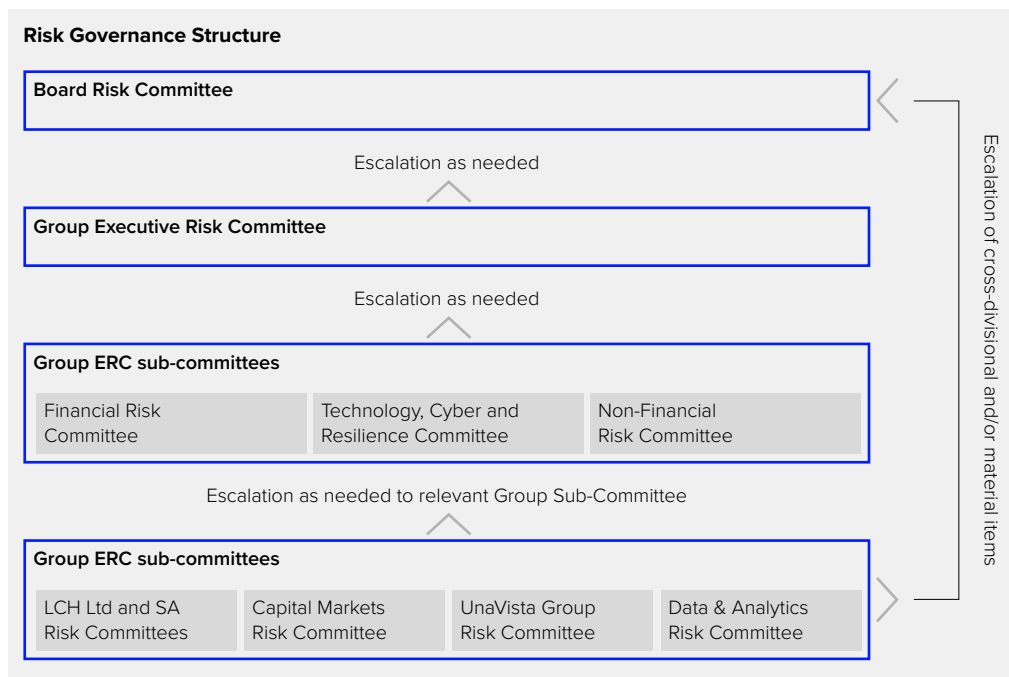 Risk Governance Structure
Board Risk Committee
Escalation as needed
Group Executive Risk Committee
Escalation as needed
Group ERC sub-committees
Financial Risk
Committee
Technology, Cyber and
Resilience Committee
Non-Financial
Risk Committee
Escalation as needed to relevant Group Sub-Committee
Group ERC sub-committees
LCH Ltd and SA
Risk Committees
Capital Markets
Risk Committee
UnaVista Group
Risk Committee
Data & Analytics
Risk Committee
Escalation of cross-divisional and/or material items